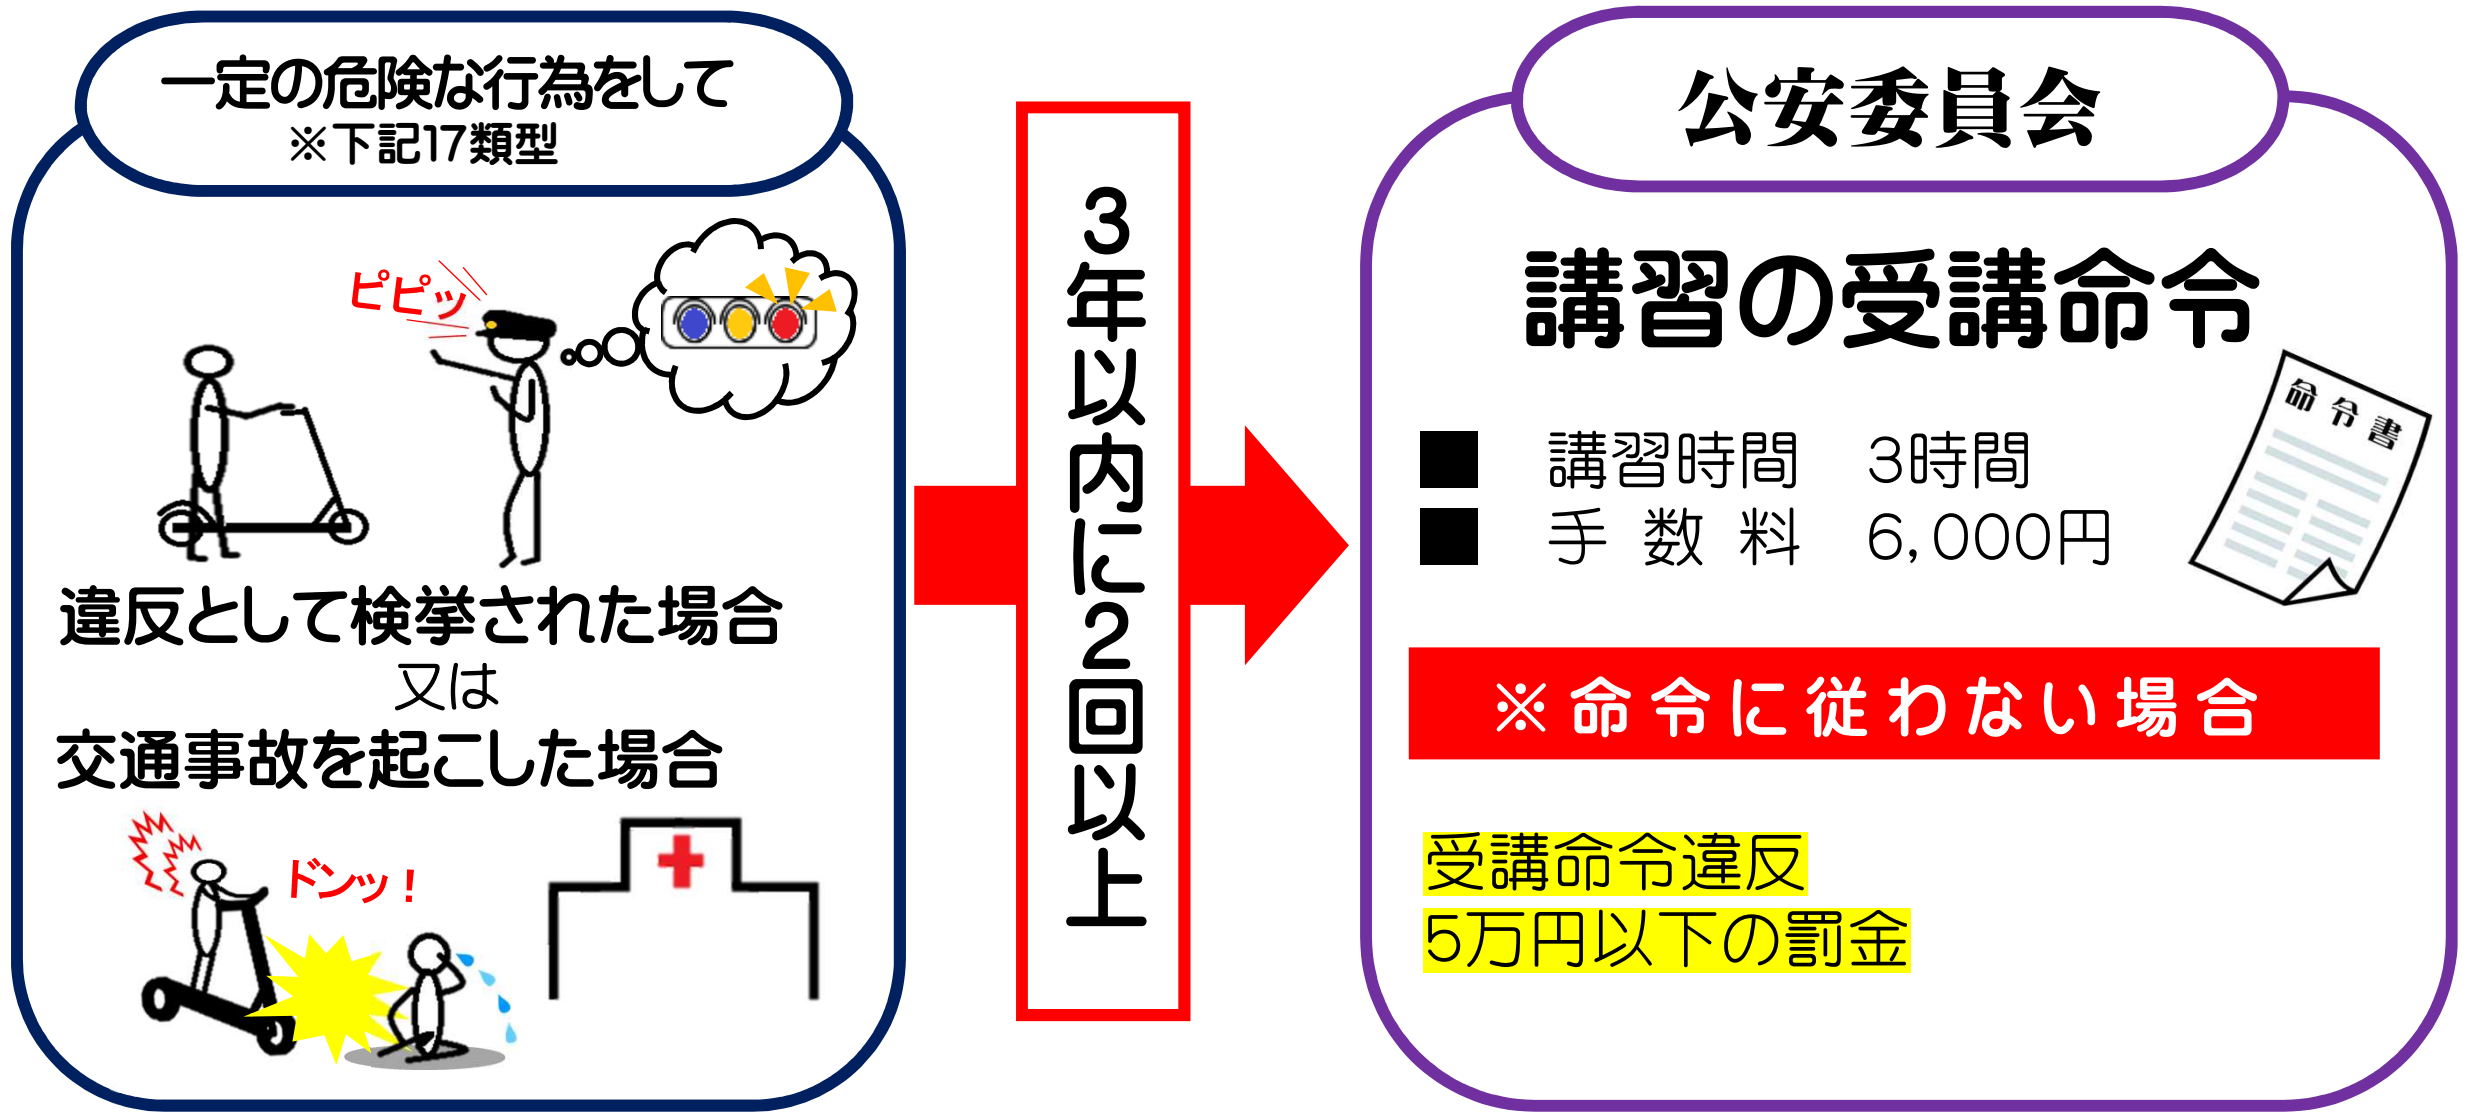 一定の危険な行為をして
※下記17類型
ピピッ
違反として検挙された場合
又は
交通事故を起こした場合
ドンッ！
3年以内に2回以上
公安委員会
講習の受講命令
命令書
■ 講習時間 3時間
■ 手数料 6,000円
※命令に従わない場合
受講命令違反
5万円以下の罰金